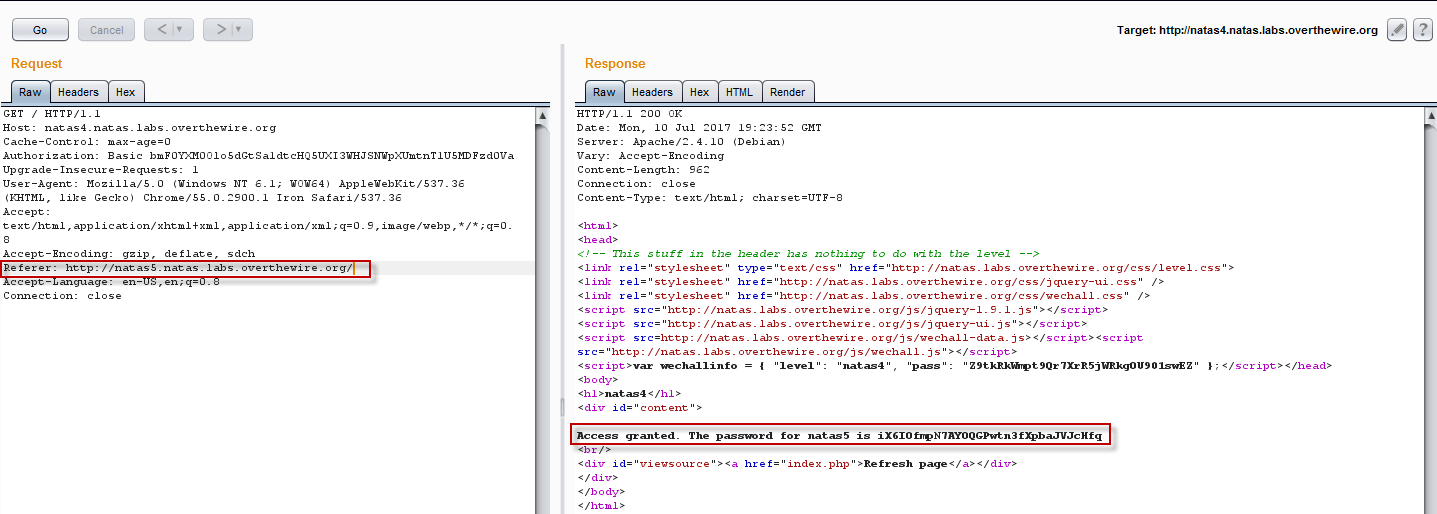 Go Cancel < > Target: http://natas4.natas.labs.overthewire.org ?
Request
Raw Headers Hex
GET / HTTP/1.1
Host: natas4.natas.labs.overthewire.org
Cache-Control: max-age=0
Authorization: Basic
Upgrade-Insecure-Requests: 1
User-Agent: Mozilla/5.0 (Windows NT 6.1; WOW64) AppleWebKit/537.36
(KHTML, like Gecko) Chrome/55.0.2900.1 Iron Safari/537.36
Accept:
text/html,application/xhtml+xml,application/xml;q=0.9,image/webp,*/*;q=0.
8
Accept-Encoding: gzip, deflate, sdch
Referer: http://natas5.natas.labs.overthewire.org/
Accept-Language: en-US,en;q=0.8
Connection: close
Response
Raw Headers Hex HTML Render
HTTP/1.1 200 OK
Date: Mon, 10 Jul 2017 19:23:52 GMT
Server: Apache/2.4.10 (Debian)
Vary: Accept-Encoding
Content-Length: 962
Connection: close
Content-Type: text/html; charset=UTF-8
<html>
<head>
<!-- This stuff in the header has nothing to do with the level -->
<link rel="stylesheet" type="text/css" href="http://natas.labs.overthewire.org/css/level.css">
<link rel="stylesheet" href="http://natas.labs.overthewire.org/css/jquery-ui.css" />
<link rel="stylesheet" href="http://natas.labs.overthewire.org/css/wechall.css" />
<script src="http://natas.labs.overthewire.org/js/jquery-1.9.1.js"></script>
<script src="http://natas.labs.overthewire.org/js/jquery-ui.js"></script>
<script src=http://natas.labs.overthewire.org/js/wechall-data.js></script><script
src="http://natas.labs.overthewire.org/js/wechall.js"></script>
<script>var wechallinfo = { "level": "natas4", "pass": "Z9tkRkWmpt9Qr7XrR5jWRkgOU901swEZ" };</script></head>
<body>
<h1>natas4</h1>
<div id="content">
Access granted. The password for natas5 is iX6IOfmpN7AYOQGPwtn3fXpbaJVJcHfq
<br/>
<div id="viewsource"><a href="index.php">Refresh page</a></div>
</div>
</body>
</html>